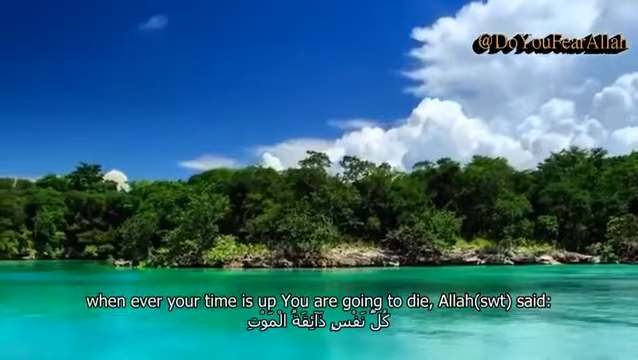 @DoYouFearAllah
when ever your time is up You are going to die, Allah(swt) said:
كُلُّ نَفْسٍ ذَآئِقَةُ الْمَوْتِ